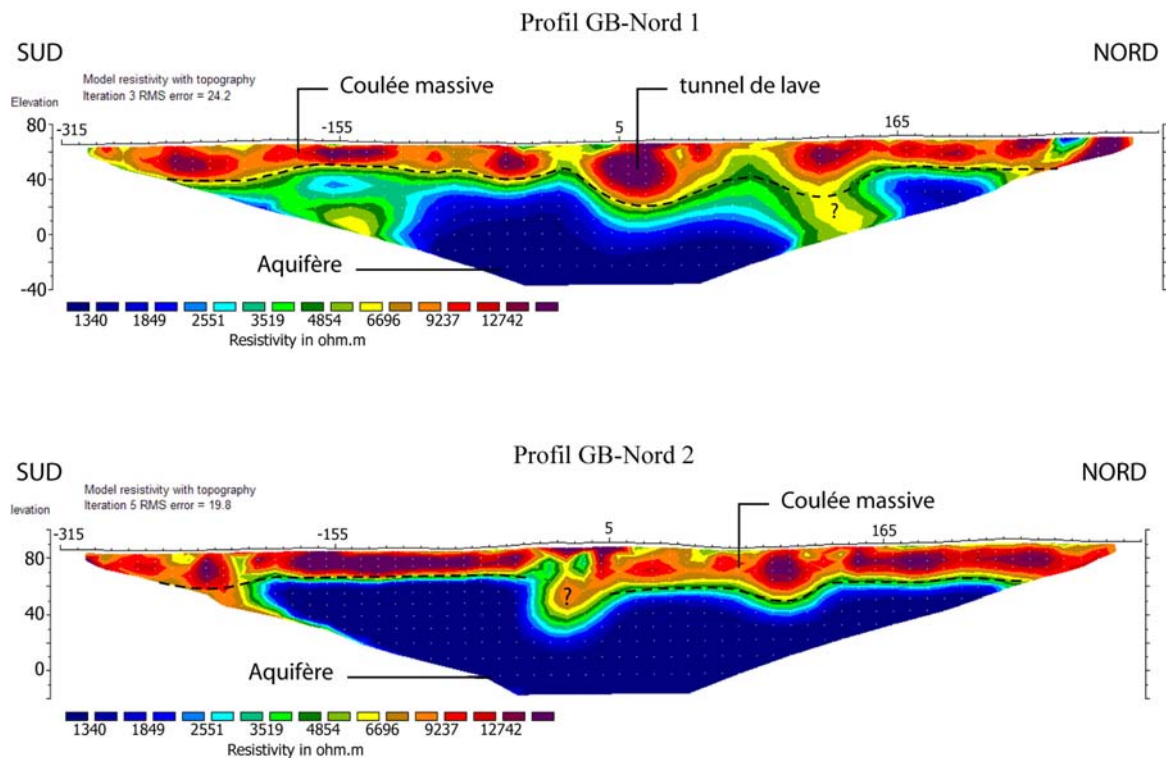 Profil GB-Nord 1
SUD
NORD
Model resistivity with topography
Iteration 3 RMS error = 24.2
Coulée massive
tunnel de lave
Elevation
80
-315
-155
5
165
40
?
0
Aquifère
-40
1340 1849 2551 3519 4854 6696 9237 12742
Resistivity in ohm.m
Profil GB-Nord 2
SUD
NORD
Model resistivity with topography
Iteration 5 RMS error = 19.8
Coulée massive
levation
-315
-155
5
165
80
?
40
Aquifère
0
1340 1849 2551 3519 4854 6696 9237 12742
Resistivity in ohm.m